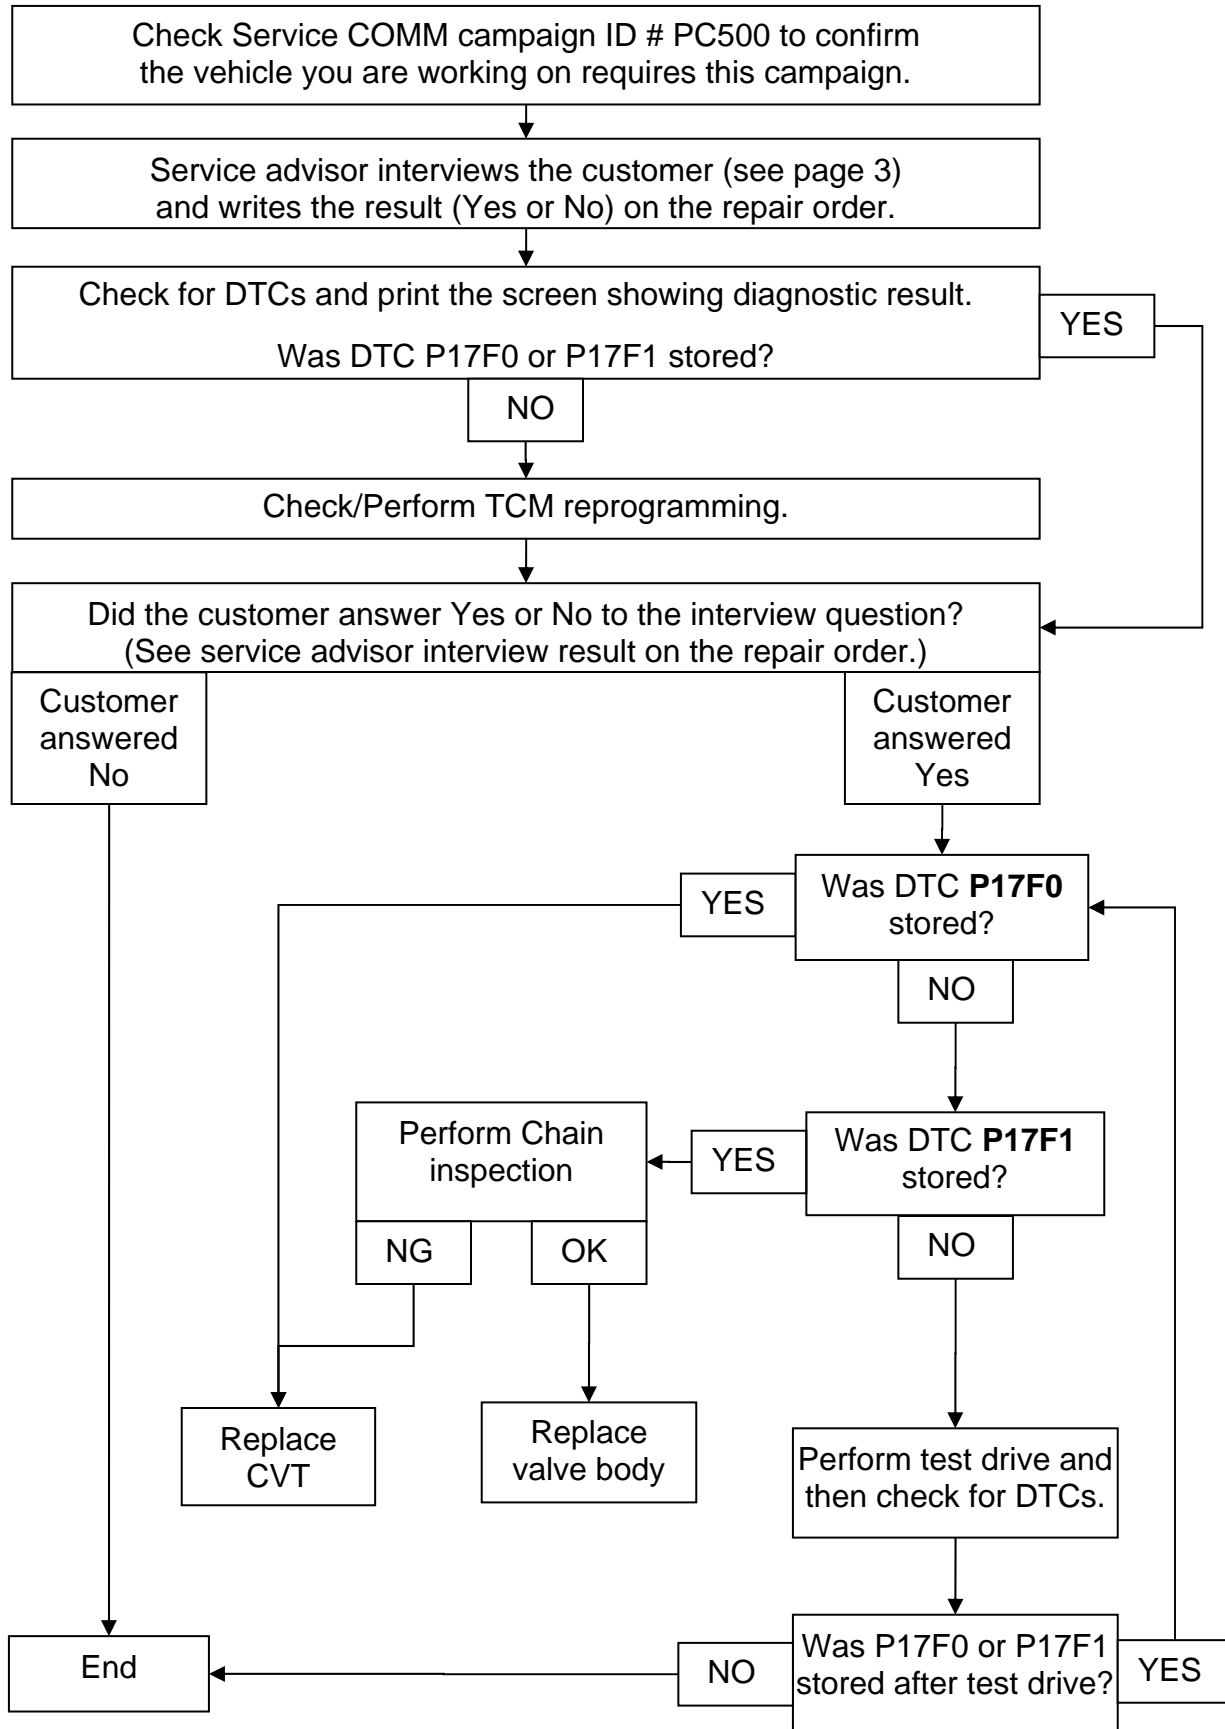 Check Service COMM campaign ID # PC500 to confirm
the vehicle you are working on requires this campaign.
Service advisor interviews the customer (see page 3)
and writes the result (Yes or No) on the repair order.
Check for DTCs and print the screen showing diagnostic result.
YES
Was DTC P17F0 or P17F1 stored?
NO
Check/Perform TCM reprogramming.
Did the customer answer Yes or No to the interview question?
(See service advisor interview result on the repair order.)
Customer
answered
No
Customer
answered
Yes
Was DTC P17F0
stored?
YES
NO
Was DTC P17F1
stored?
YES
Perform Chain
inspection
NG
OK
NO
Replace
CVT
Replace
valve body
Perform test drive and
then check for DTCs.
Was P17F0 or P17F1
stored after test drive?
YES
NO
End